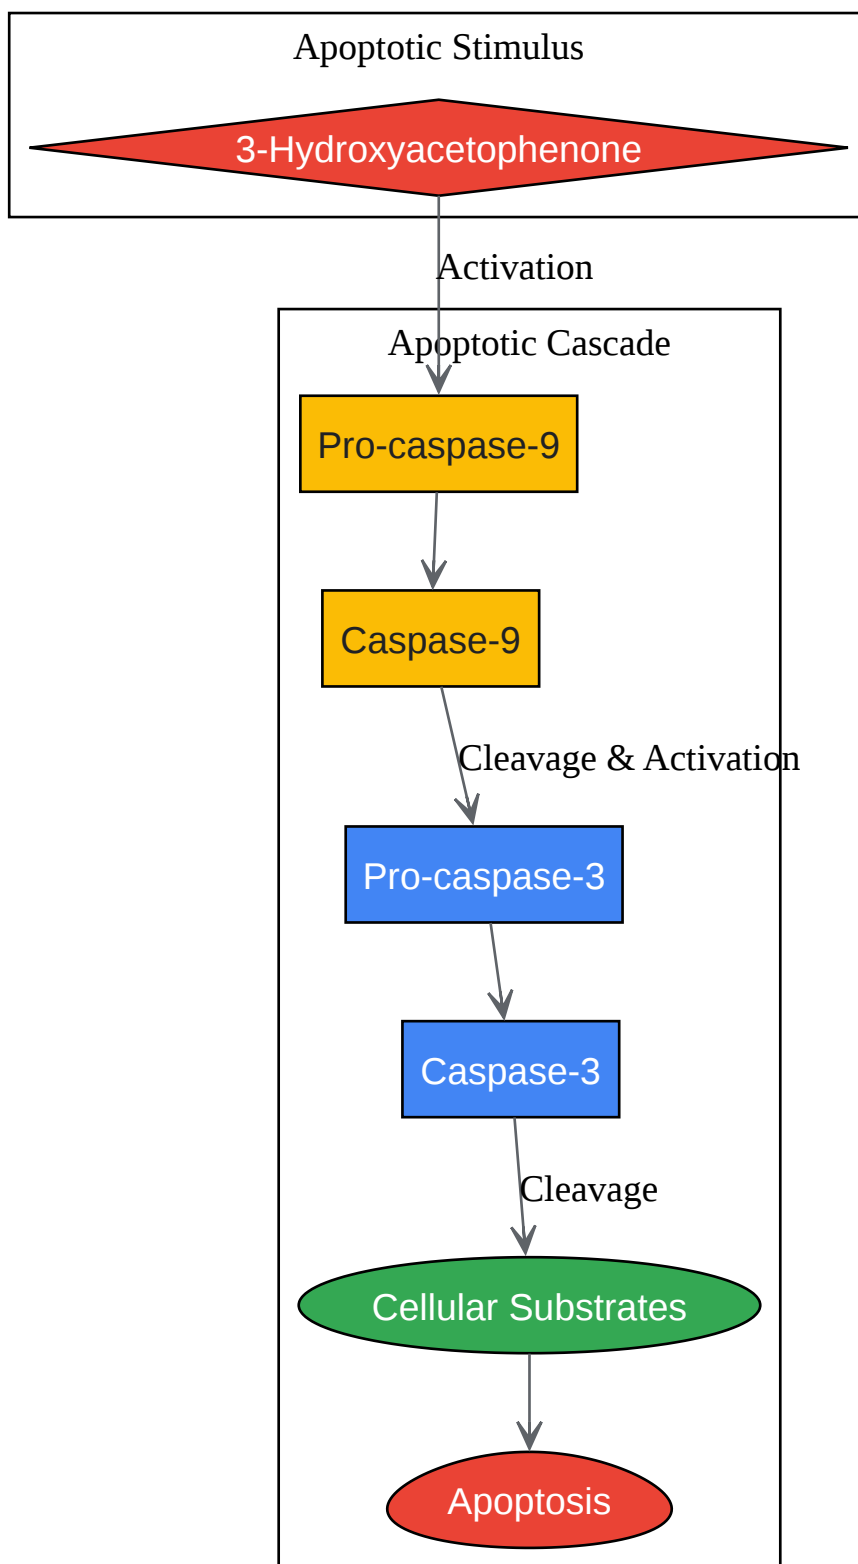 Apoptotic Stimulus
3-Hydroxyacetophenone
Activation
Apoptotic Cascade
Pro-caspase-9
Caspase-9
Cleavage & Activation
Pro-caspase-3
Caspase-3
Cleavage
Cellular Substrates
Apoptosis